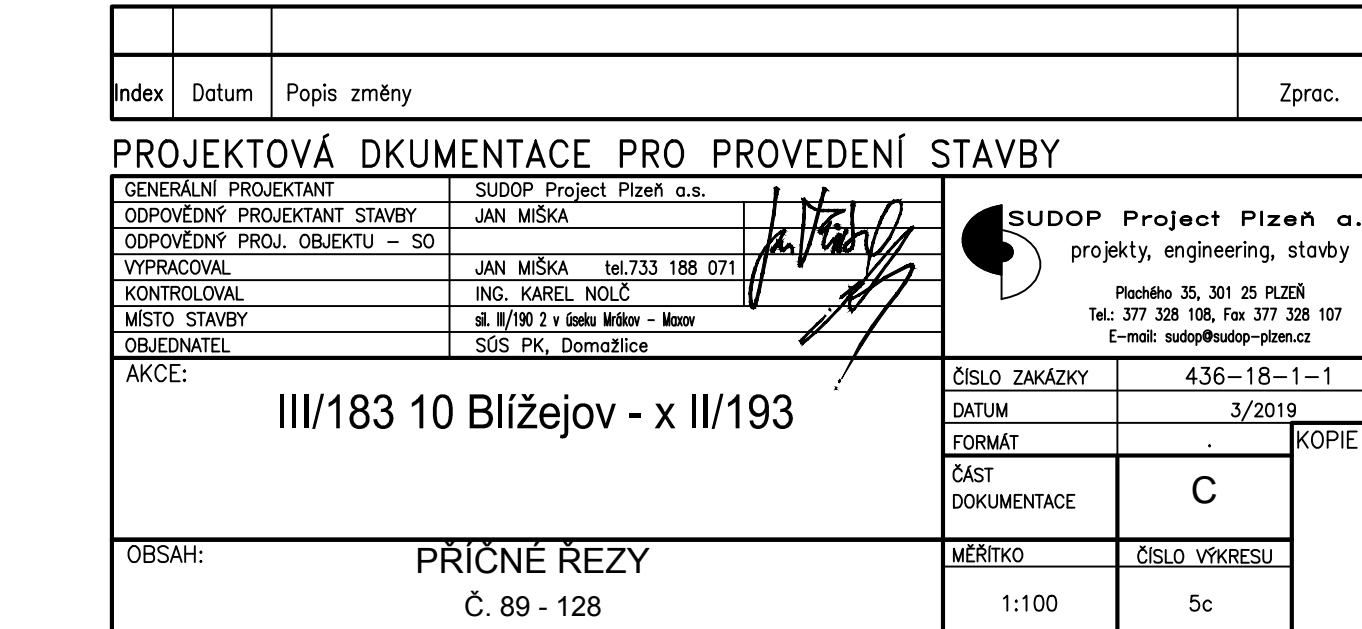 Index Datum Popis změny Zprac.
PROJEKTOVÁ DKUMENTACE PRO PROVEDENÍ STAVBY
GENERÁLNÍ PROJEKTANT SUDOP Project Plzeň a.s.
ODPOVĚDNÝ PROJEKTANT STAVBY JAN MIŠKA
ODPOVĚDNÝ PROJ. OBJEKTU – SO
VYPRACOVAL JAN MIŠKA tel.733 188 071
KONTROLOVAL ING. KAREL NOLČ
MÍSTO STAVBY sil. III/190 2 v úseku Mrákov – Maxov
OBJEDNATEL SÚS PK, Domažlice
SUDOP Project Plzeň a.
projekty, engineering, stavby
Plachého 35, 301 25 PLZEŇ
Tel.: 377 328 108, Fax 377 328 107
E–mail: sudop@sudop–plzen.cz
AKCE:
III/183 10 Blížejov - x II/193
ČÍSLO ZAKÁZKY 436–18–1–1
DATUM 3/2019
FORMÁT . KOPIE
ČÁST
DOKUMENTACE C
OBSAH: PŘÍČNÉ ŘEZY
Č. 89 - 128
MĚŘÍTKO ČÍSLO VÝKRESU
1:100 5c